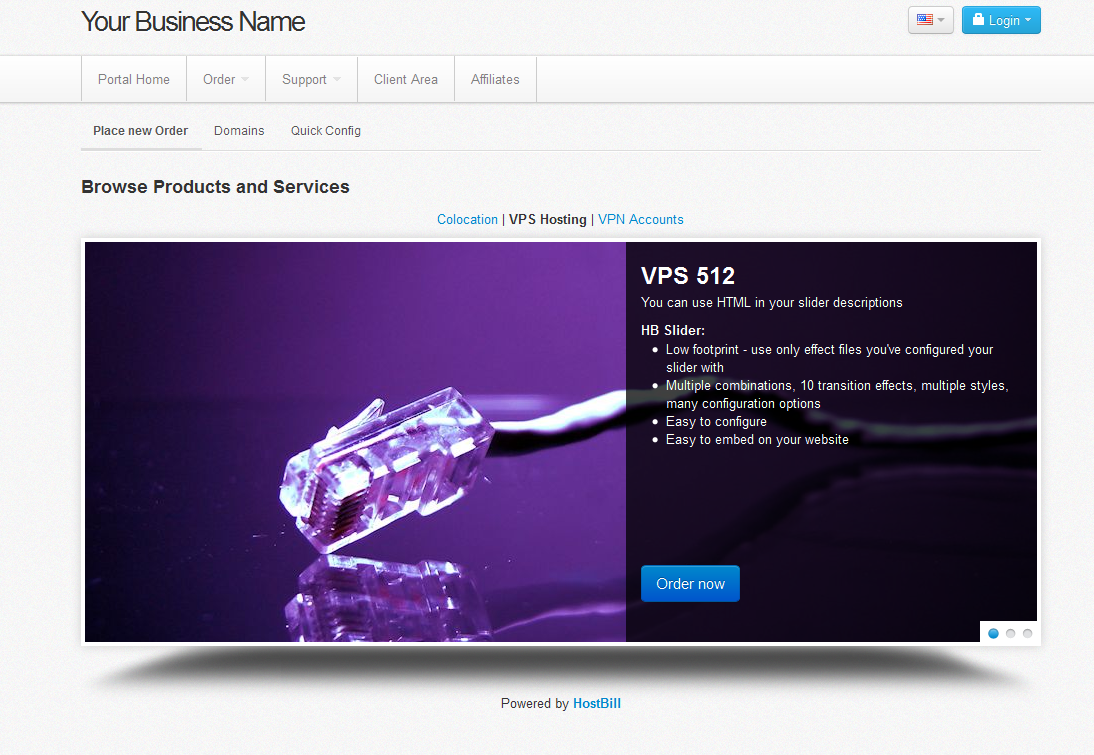 Your Business Name
Login
Portal Home Order Support Client Area Affiliates
Place new Order Domains Quick Config
Browse Products and Services
Colocation | VPS Hosting | VPN Accounts
VPS 512
You can use HTML in your slider descriptions
HB Slider:
Low footprint - use only effect files you've configured your
slider with
Multiple combinations, 10 transition effects, multiple styles,
many configuration options
Easy to configure
Easy to embed on your website
Order now
Powered by HostBill